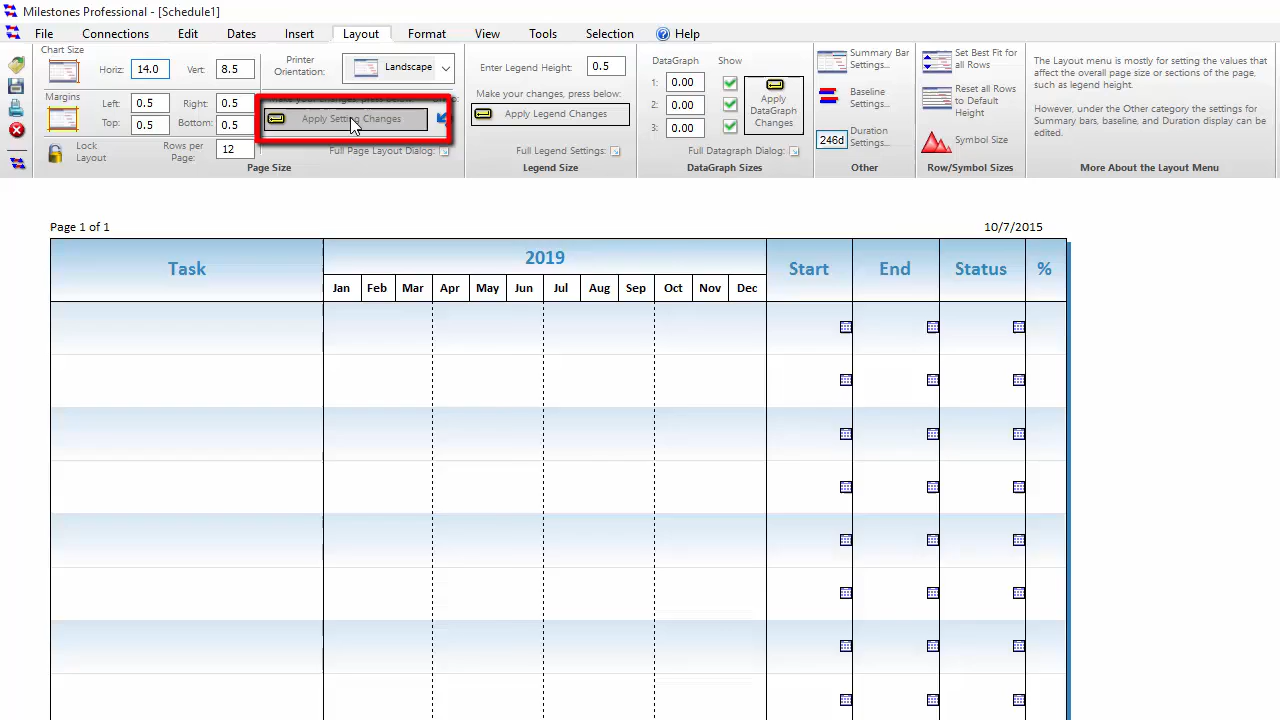 Milestones Professional - [Schedule1]
File Connections Edit Dates Insert Layout Format View Tools Selection Help
Chart Size
Horiz: 14.0 Vert: 8.5
Margins
Left: 0.5 Right: 0.5
Top: 0.5 Bottom: 0.5
Lock Layout
Rows per Page: 12
Printer Orientation: Landscape
Apply Setting Changes
Full Page Layout Dialog:
Page Size
Enter Legend Height: 0.5
Make your changes, press below:
Apply Legend Changes
Full Legend Settings:
Legend Size
DataGraph Show
1: 0.00
2: 0.00
3: 0.00
Apply
DataGraph
Changes
Full Datagraph Dialog:
DataGraph Sizes
Summary Bar
Settings...
Baseline
Settings...
246d Duration
Settings...
Other
Set Best Fit for
all Rows
Reset all Rows
to Default
Height
Symbol Size
Row/Symbol Sizes
The Layout menu is mostly for setting the values that
affect the overall page size or sections of the page,
such as legend height.
However, under the Other category the settings for
Summary bars, baseline, and Duration display can be
edited.
More About the Layout Menu
Page 1 of 1
10/7/2015
Task 2019 Start End Status %
Jan Feb Mar Apr May Jun Jul Aug Sep Oct Nov Dec